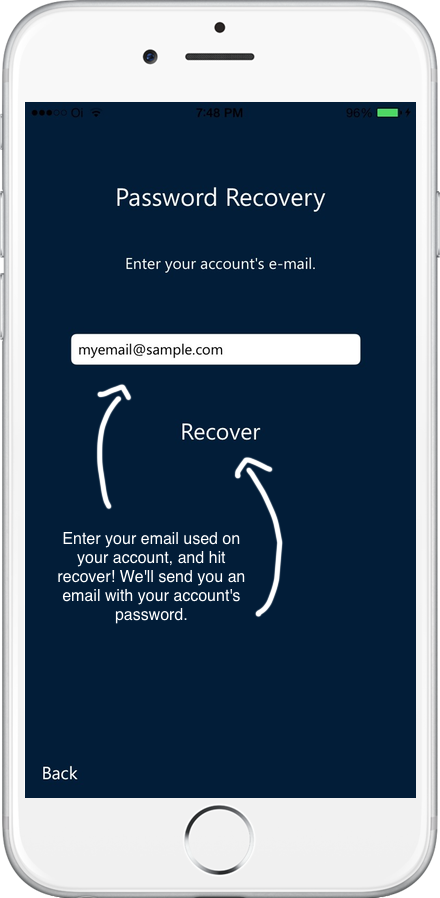 7:48 PM 96%
Password Recovery
Enter your account's e-mail.
myemail@sample.com
Recover
Enter your email used on
your account, and hit
recover! We'll send you an
email with your account's
password.
Back